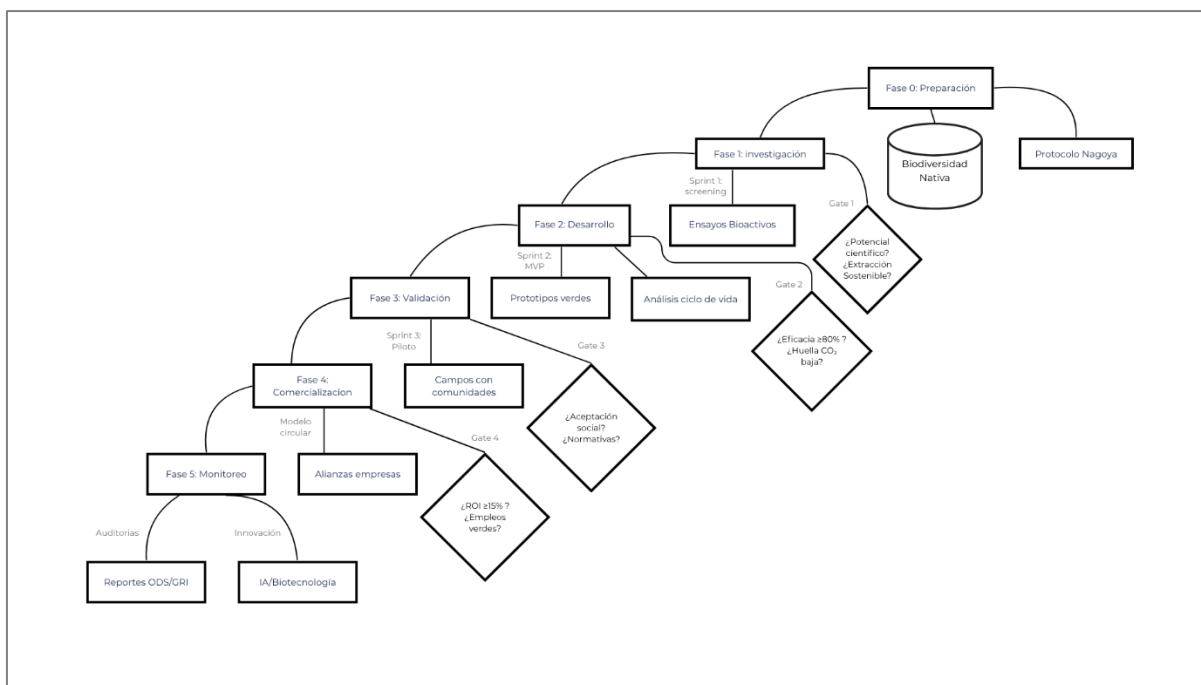 Fase 0: Preparación
Biodiversidad
Nativa
Protocolo Nagoya
Fase 1: investigación
Sprint 1:
screening
Ensayos Bioactivos
Gate 1
¿Potencial
científico?
¿Extracción
Sostenible?
Fase 2: Desarrollo
Sprint 2:
MVP
Prototipos verdes
Análisis ciclo de vida
Gate 2
¿Eficacia ≥80% ?
¿Huella CO₂
baja?
Fase 3: Validación
Sprint 3:
Piloto
Campos con
comunidades
Gate 3
¿Aceptación
social?
¿Normativas?
Fase 4:
Comercializacion
Modelo
circular
Alianzas empresas
Gate 4
¿ROI ≥15% ?
¿Empleos
verdes?
Fase 5: Monitoreo
Auditorias
Reportes ODS/GRI
Innovación
IA/Biotecnología